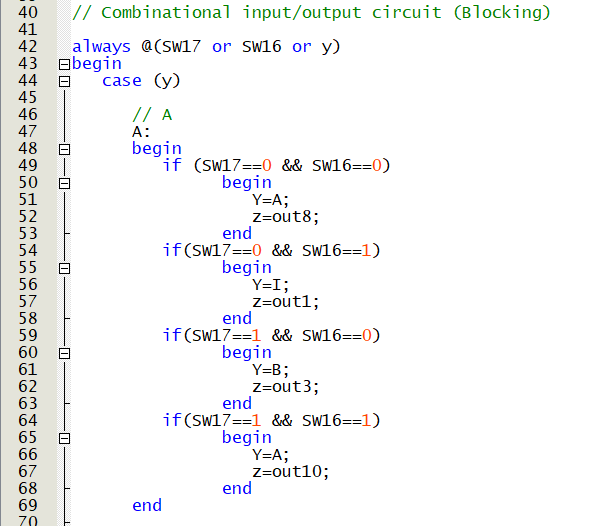 40 // Combinational input/output circuit (Blocking)
41
42 always @(SW17 or SW16 or y)
43 begin
44 case (y)
45
46 // A
47 A:
48 begin
49 if (SW17==0 && SW16==0)
50 begin
51 Y=A;
52 z=out8;
53 end
54 if(SW17==0 && SW16==1)
55 begin
56 Y=I;
57 z=out1;
58 end
59 if(SW17==1 && SW16==0)
60 begin
61 Y=B;
62 z=out3;
63 end
64 if(SW17==1 && SW16==1)
65 begin
66 Y=A;
67 z=out10;
68 end
69 end
70